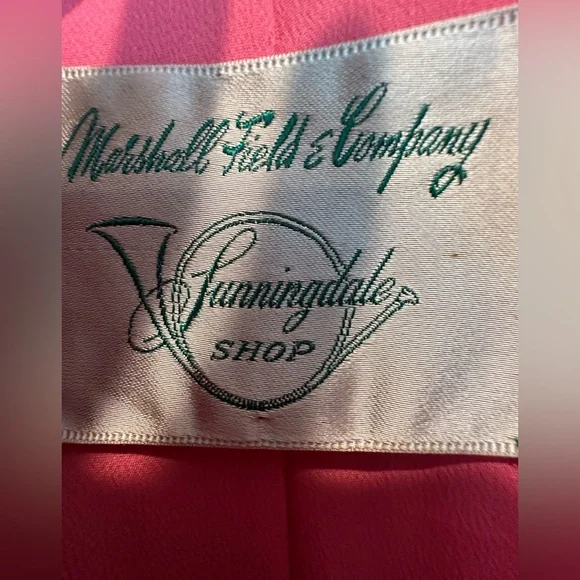 Marshall Field & Company
Sunningdale
SHOP